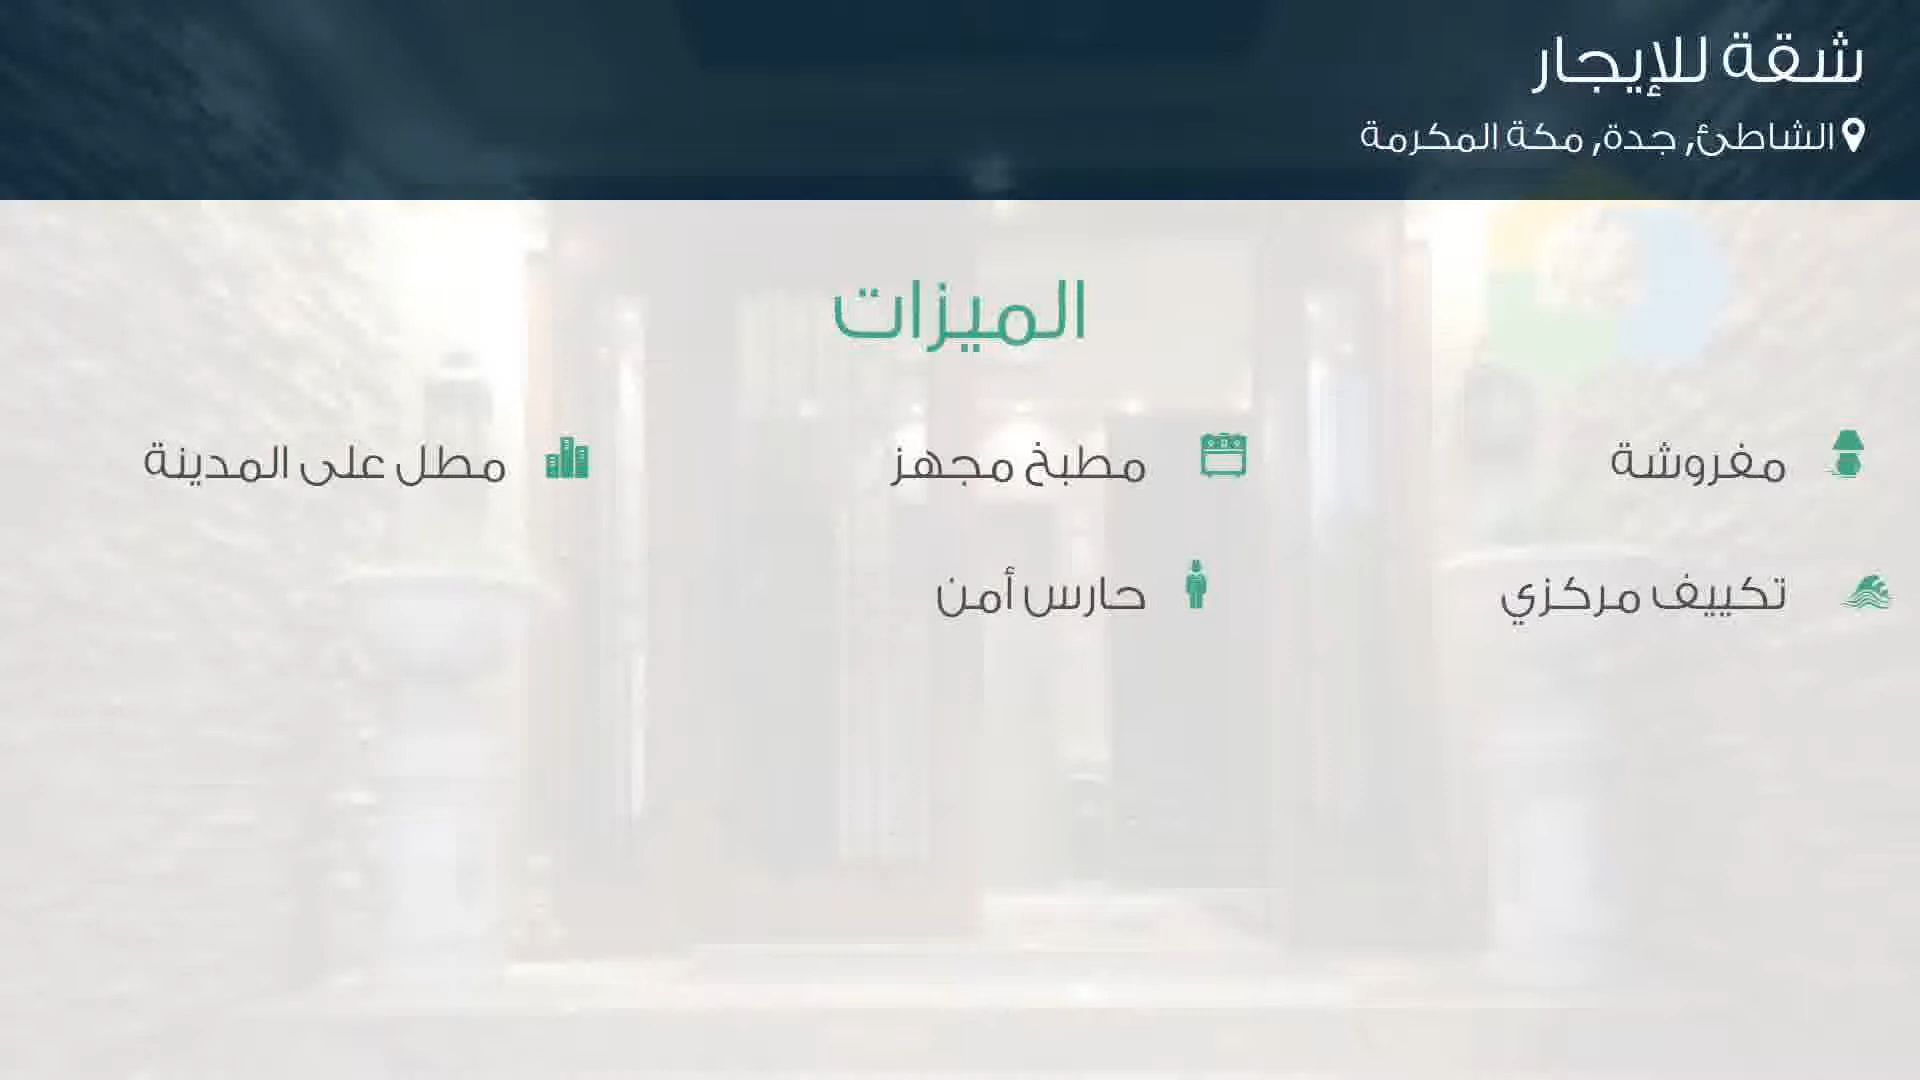 شقة للإيجار
الشاطئ, جدة, مكة المكرمة
الميزات
مفروشة
مطبخ مجهز
مطل على المدينة
تكييف مركزي
حارس أمن